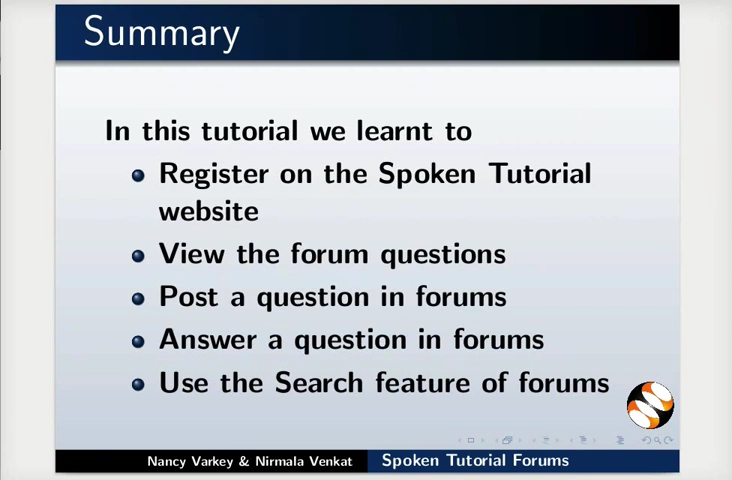 Summary
In this tutorial we learnt to
Register on the Spoken Tutorial
website
View the forum questions
Post a question in forums
Answer a question in forums
Use the Search feature of forums
Nancy Varkey & Nirmala Venkat
Spoken Tutorial Forums